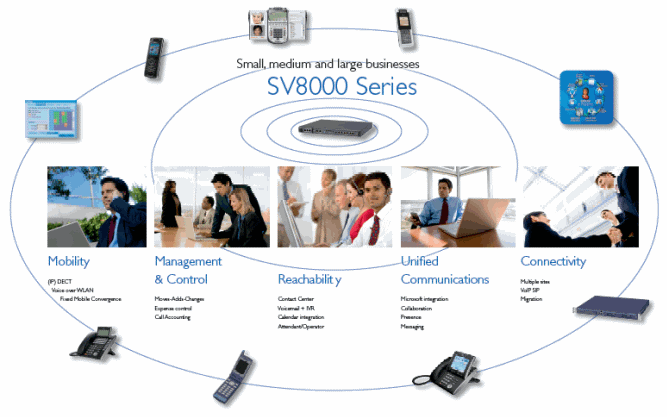 Small, medium and large businesses
SV8000 Series
Mobility
(IP) DECT
Voice over WLAN
Fixed Mobile Convergence
Management
& Control
Moves-Adds-Changes
Expense control
Call Accounting
Reachability
Contact Center
Voicemail + IVR
Calendar integration
Attendant/Operator
Unified
Communications
Microsoft integration
Collaboration
Presence
Messaging
Connectivity
Multiple sites
VoIP SIP
Migration